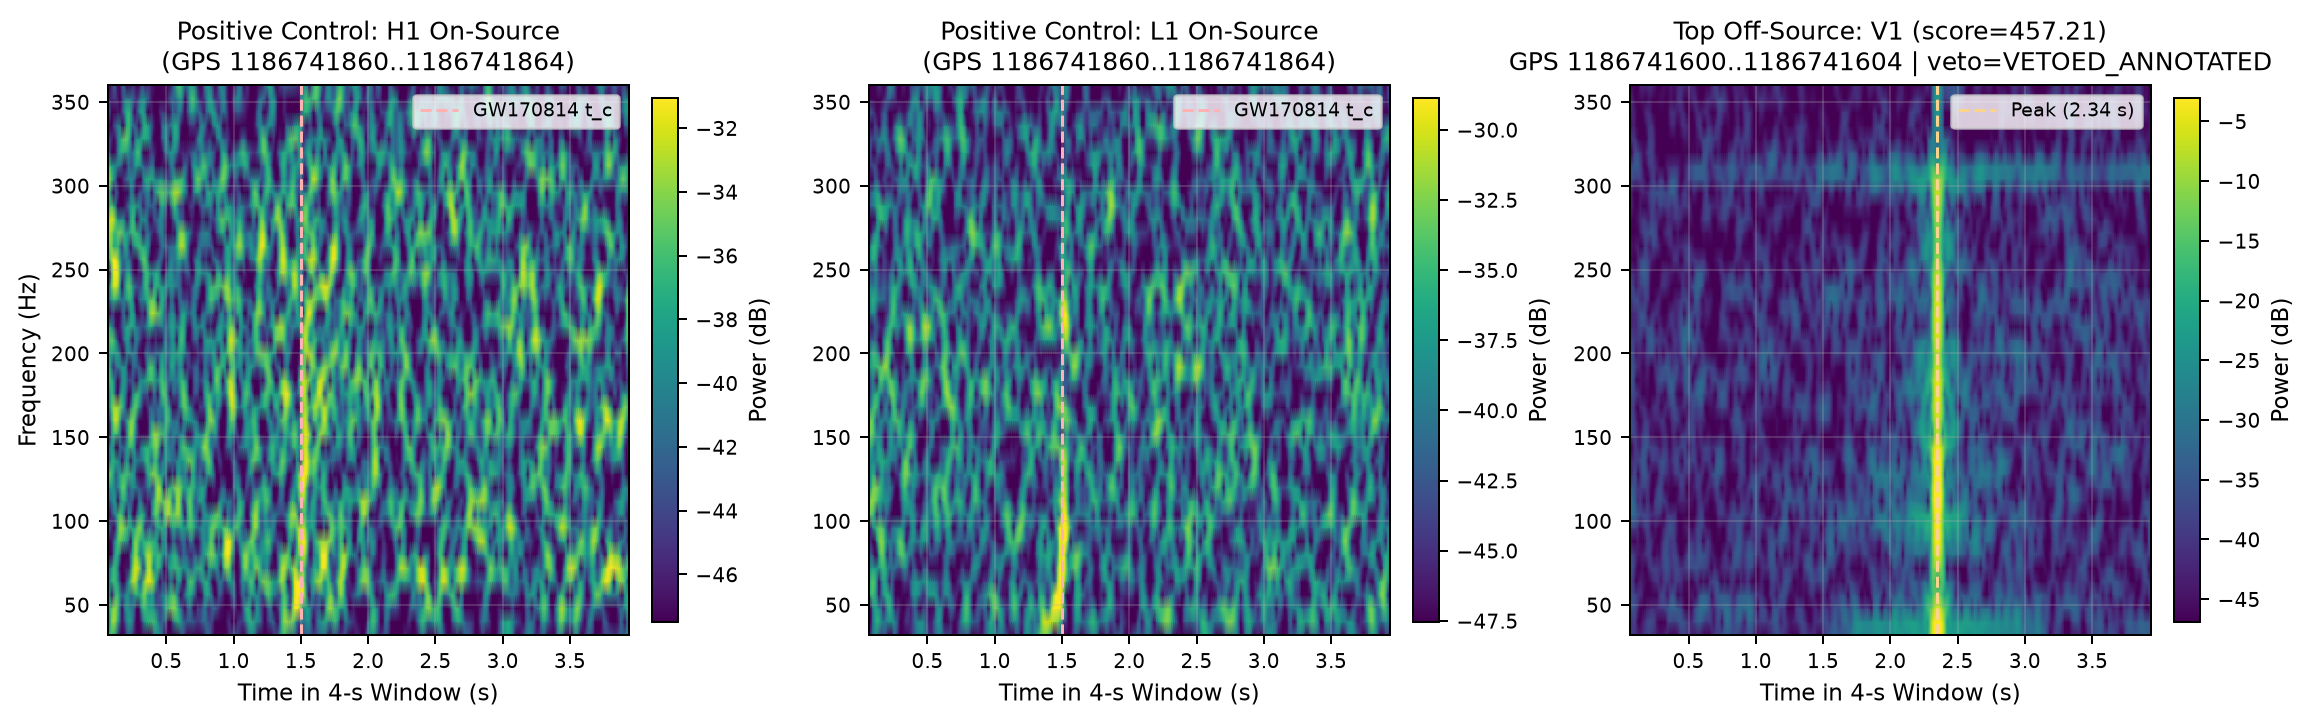 Positive Control: H1 On-Source
(GPS 1186741860..1186741864)
GW170814 t_c
Frequency (Hz)
350
300
250
200
150
100
50
0.5 1.0 1.5 2.0 2.5 3.0 3.5
Time in 4-s Window (s)
−32
−34
−36
−38
−40
−42
−44
−46
Power (dB)
Positive Control: L1 On-Source
(GPS 1186741860..1186741864)
GW170814 t_c
350
300
250
200
150
100
50
0.5 1.0 1.5 2.0 2.5 3.0 3.5
Time in 4-s Window (s)
−30.0
−32.5
−35.0
−37.5
−40.0
−42.5
−45.0
−47.5
Power (dB)
Top Off-Source: V1 (score=457.21)
GPS 1186741600..1186741604 | veto=VETOED_ANNOTATED
Peak (2.34 s)
350
300
250
200
150
100
50
0.5 1.0 1.5 2.0 2.5 3.0 3.5
Time in 4-s Window (s)
−5
−10
−15
−20
−25
−30
−35
−40
−45
Power (dB)